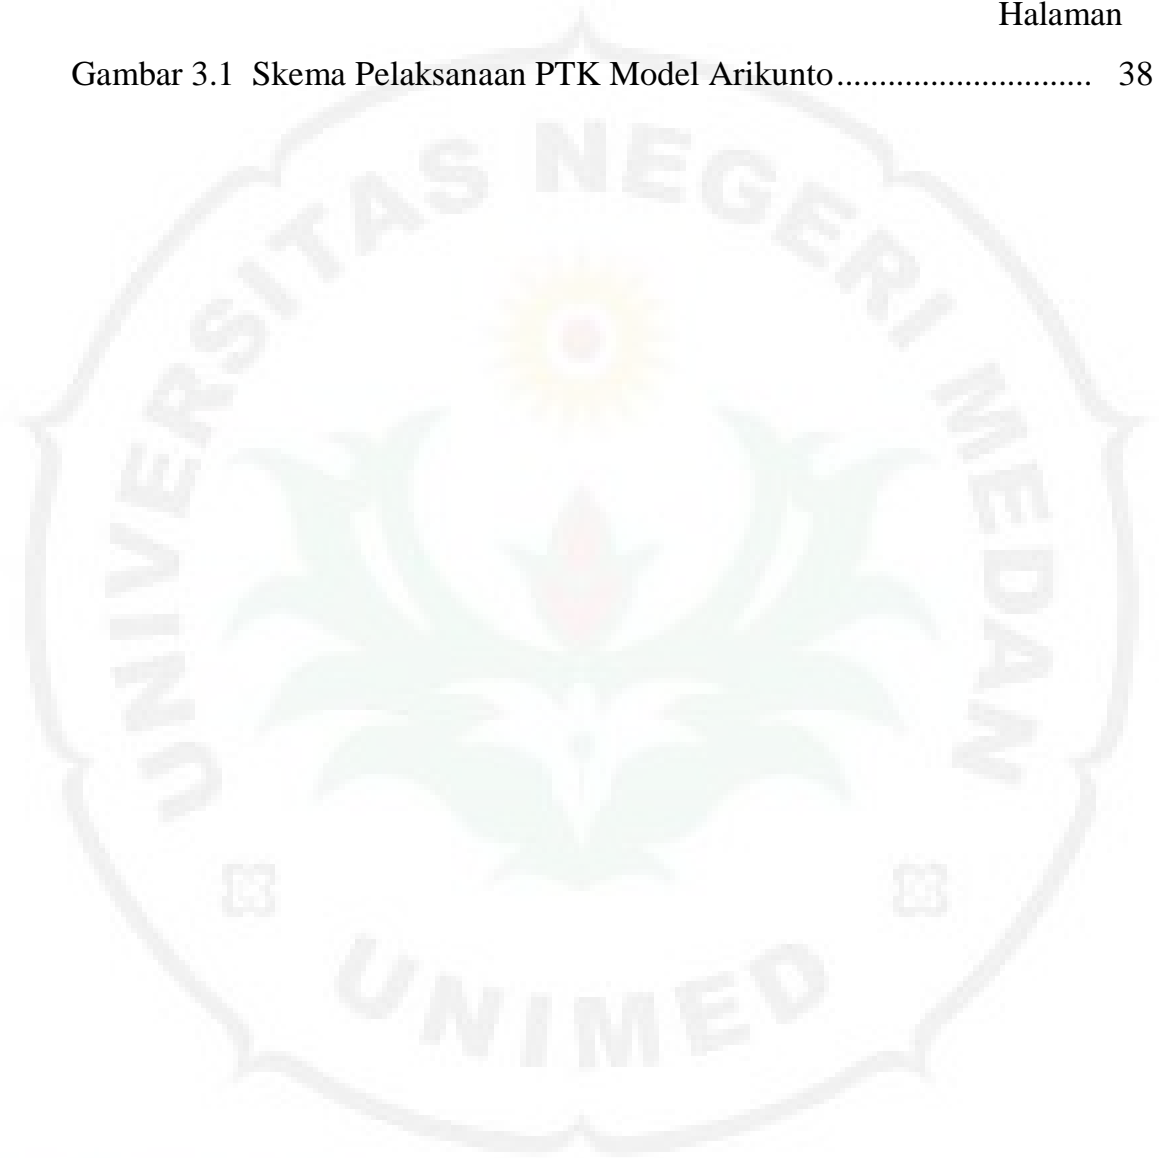 Halaman
Gambar 3.1 Skema Pelaksanaan PTK Model Arikunto............................ 38
UNIVERSITAS NEGERI MEDAN
UNIMED